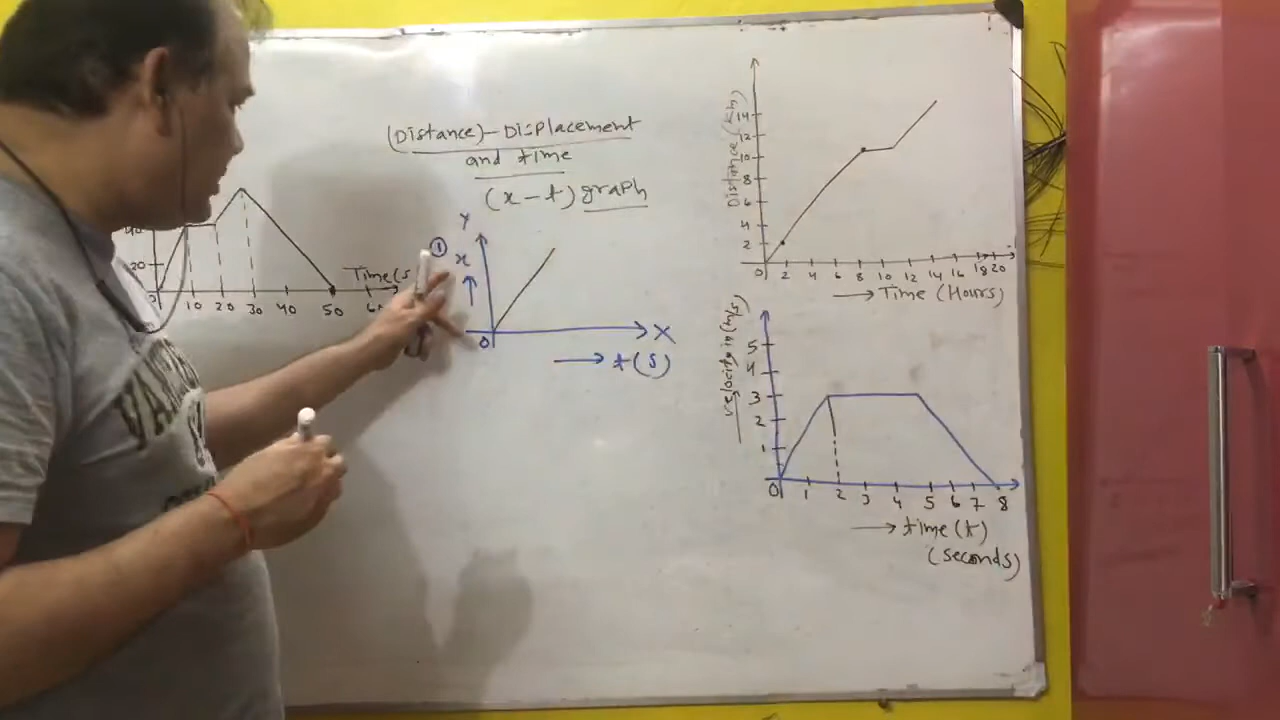 (Distance) - Displacement
and time
(x - t) graph
Y
①
x
O
X
t (s)
20
Time (s
10 20 30 40 50
Distance (km)
14
12
10
8
6
4
2
0
2 4 6 8 10 12 14 16 18 20
Time (Hours)
velocity in (m/s)
5
4
3
2
1
0
1 2 3 4 5 6 7 8
time (t)
(seconds)